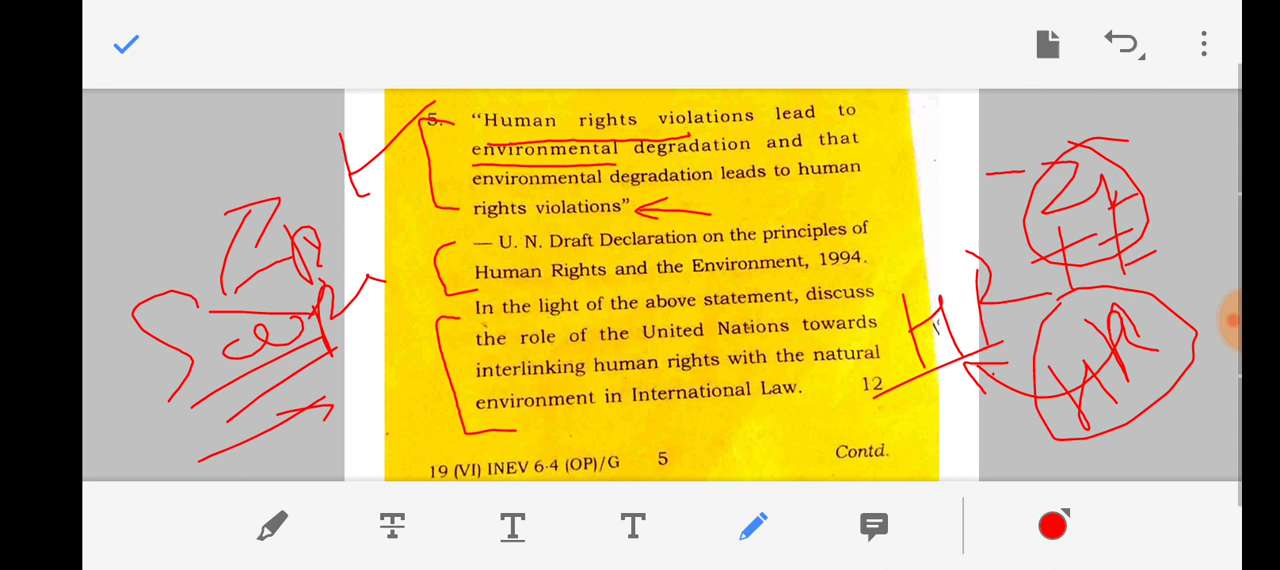 5. "Human rights violations lead to
environmental degradation and that
environmental degradation leads to human
rights violations"
— U. N. Draft Declaration on the principles of
Human Rights and the Environment, 1994.
In the light of the above statement, discuss
the role of the United Nations towards
interlinking human rights with the natural
environment in International Law. 12
19 (VI) INEV 6·4 (OP)/G 5 Contd.
HR
HR
T T T